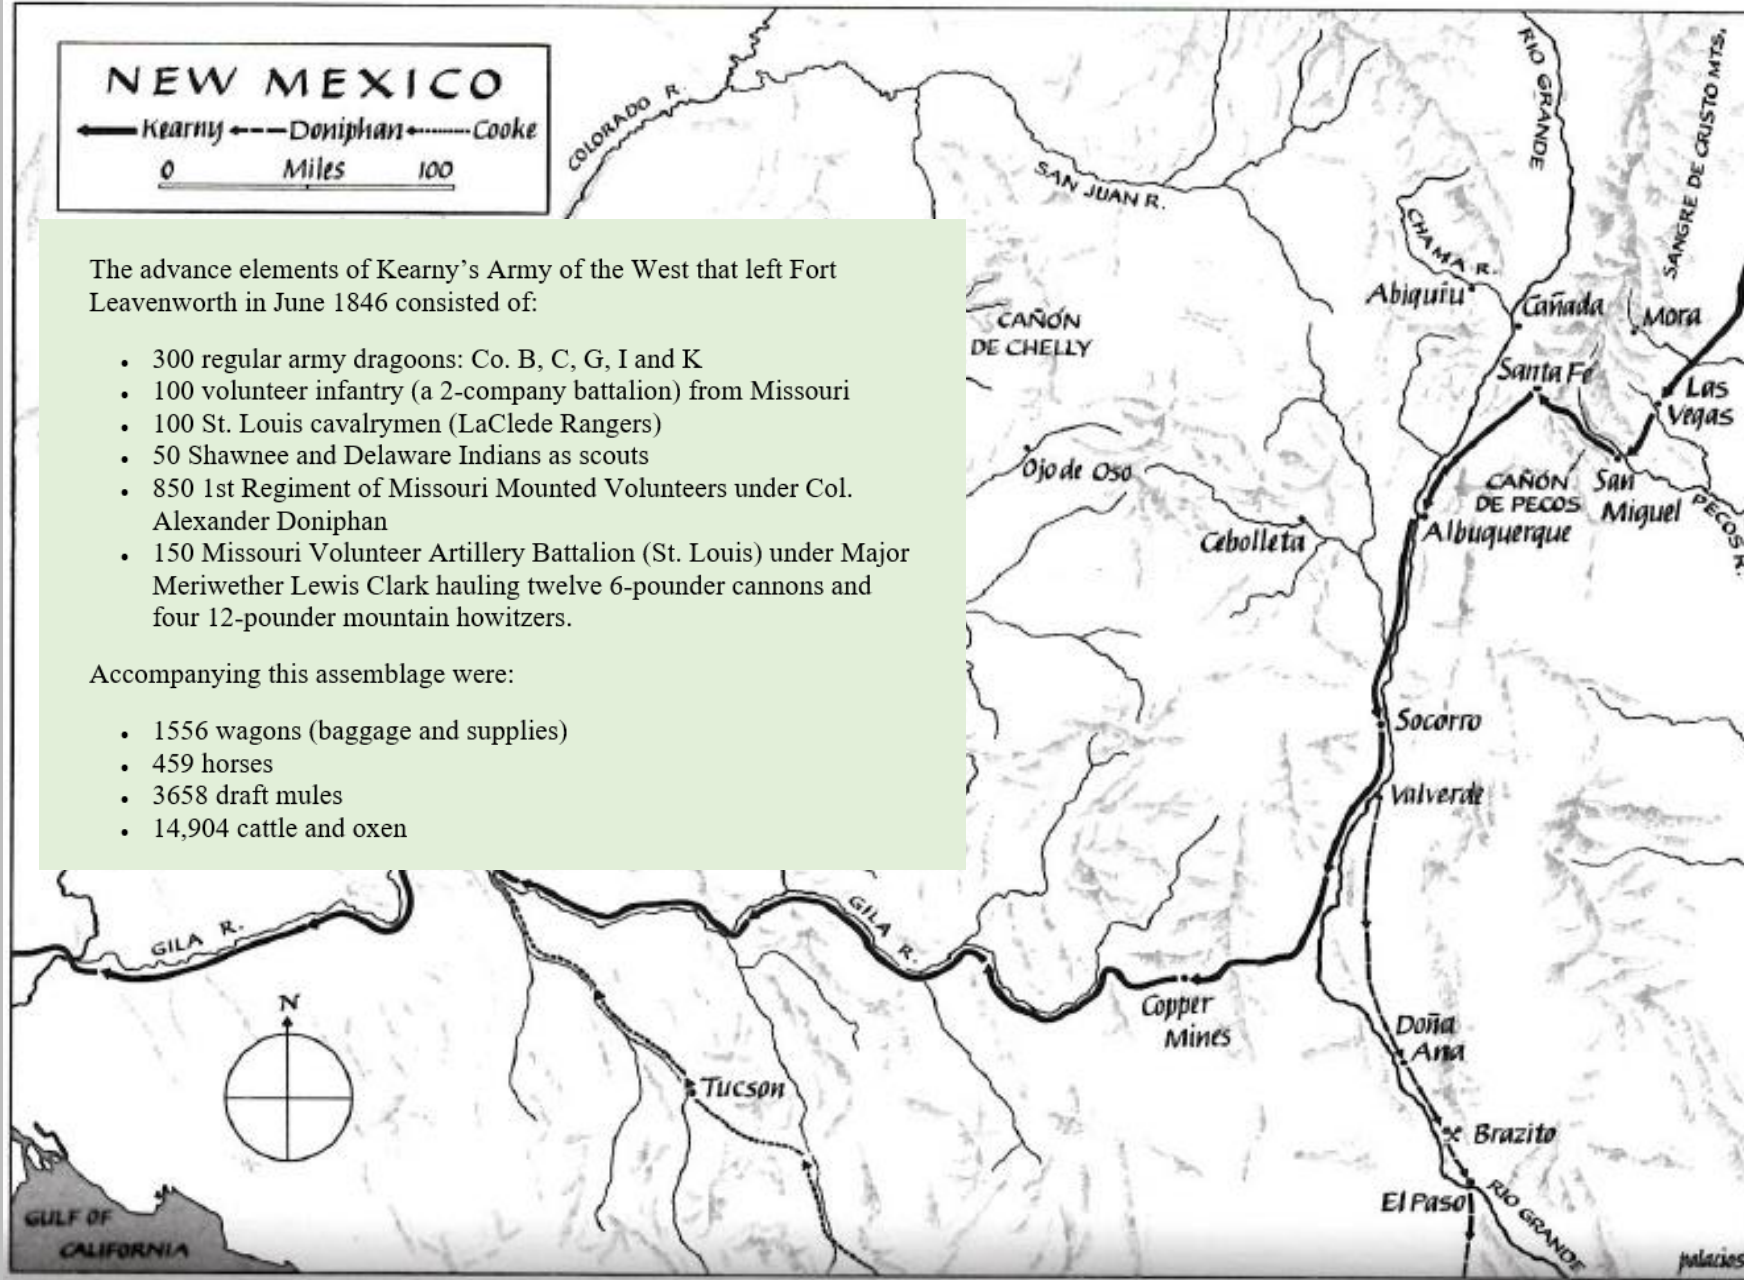 NEW MEXICO
Kearny Doniphan Cooke
0 Miles 100
The advance elements of Kearny’s Army of the West that left Fort
Leavenworth in June 1846 consisted of:
• 300 regular army dragoons: Co. B, C, G, I and K
• 100 volunteer infantry (a 2-company battalion) from Missouri
• 100 St. Louis cavalrymen (LaClede Rangers)
• 50 Shawnee and Delaware Indians as scouts
• 850 1st Regiment of Missouri Mounted Volunteers under Col.
Alexander Doniphan
• 150 Missouri Volunteer Artillery Battalion (St. Louis) under Major
Meriwether Lewis Clark hauling twelve 6-pounder cannons and
four 12-pounder mountain howitzers.
Accompanying this assemblage were:
• 1556 wagons (baggage and supplies)
• 459 horses
• 3658 draft mules
• 14,904 cattle and oxen
COLORADO R.
SAN JUAN R.
RIO GRANDE
SANGRE DE CRISTO MTS.
CHAMA R.
Abiquíu
Cañada
Mora
CAÑON
DE CHELLY
Santa Fé
Las
Vegas
Ojo de Oso
CAÑON
DE PECOS
San
Miguel
PECOS R.
Cebolleta
Albuquerque
Socorro
Valverde
GILA R.
GILA R.
Copper
Mines
Doña
Ana
N
Tucson
Brazito
El Paso
RIO GRANDE
GULF OF
CALIFORNIA
palacios